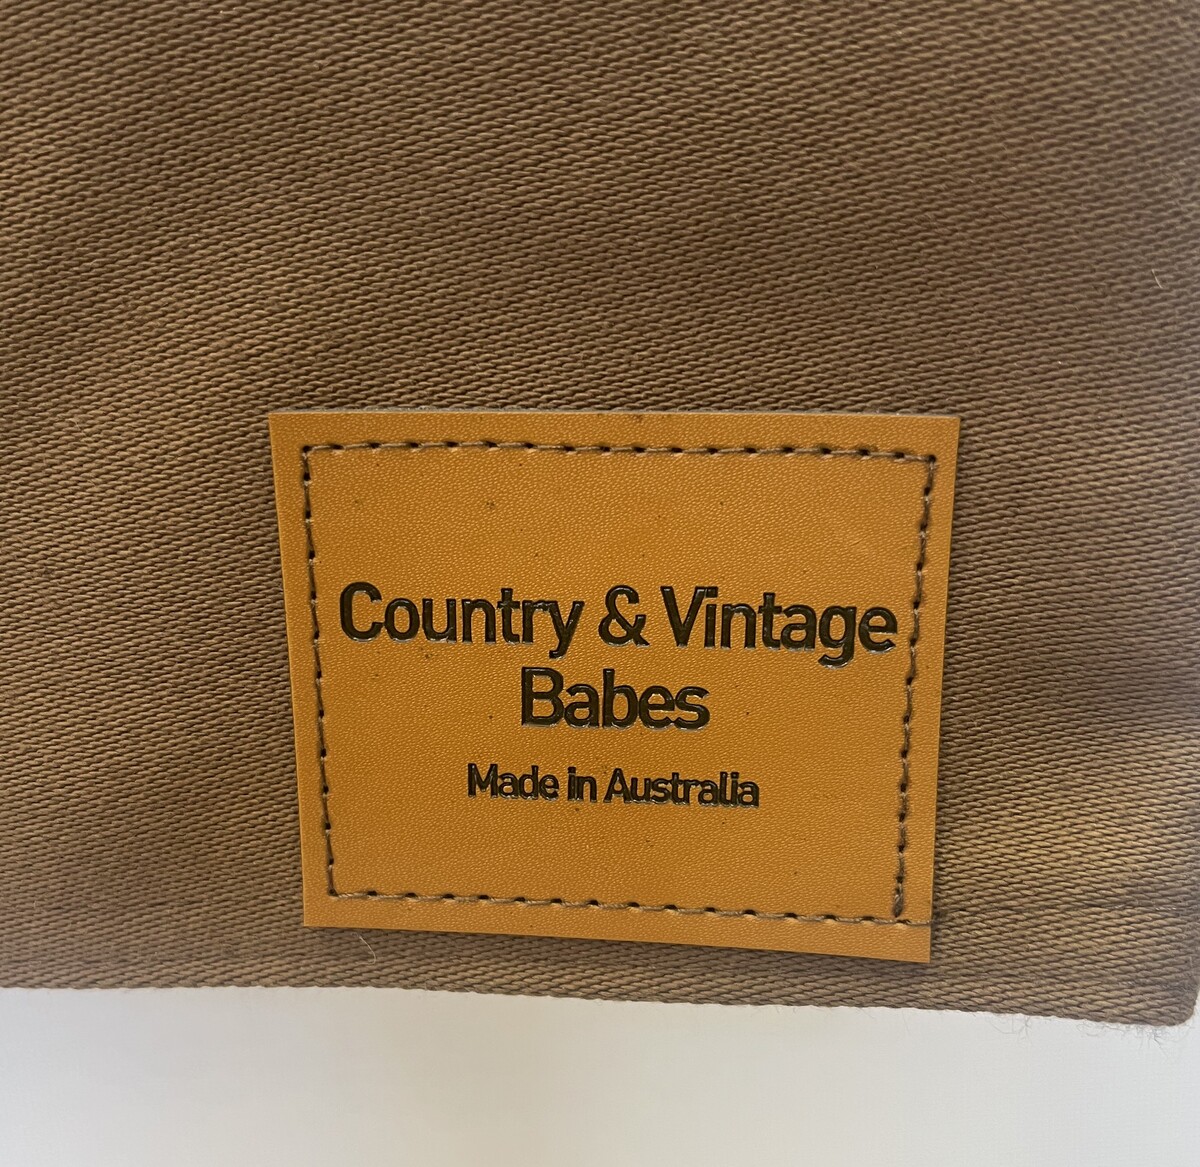 Country & Vintage
Babes
Made in Australia